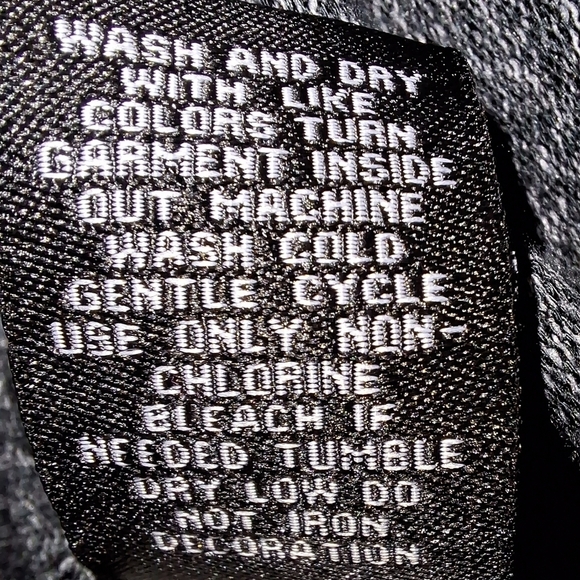 WASH AND DRY
WITH LIKE
COLORS TURN
GARMENT INSIDE
OUT MACHINE
WASH COLD
GENTLE CYCLE
USE ONLY NON-
CHLORINE
BLEACH IF
NEEDED TUMBLE
DRY LOW DO
NOT IRON
DECORATION